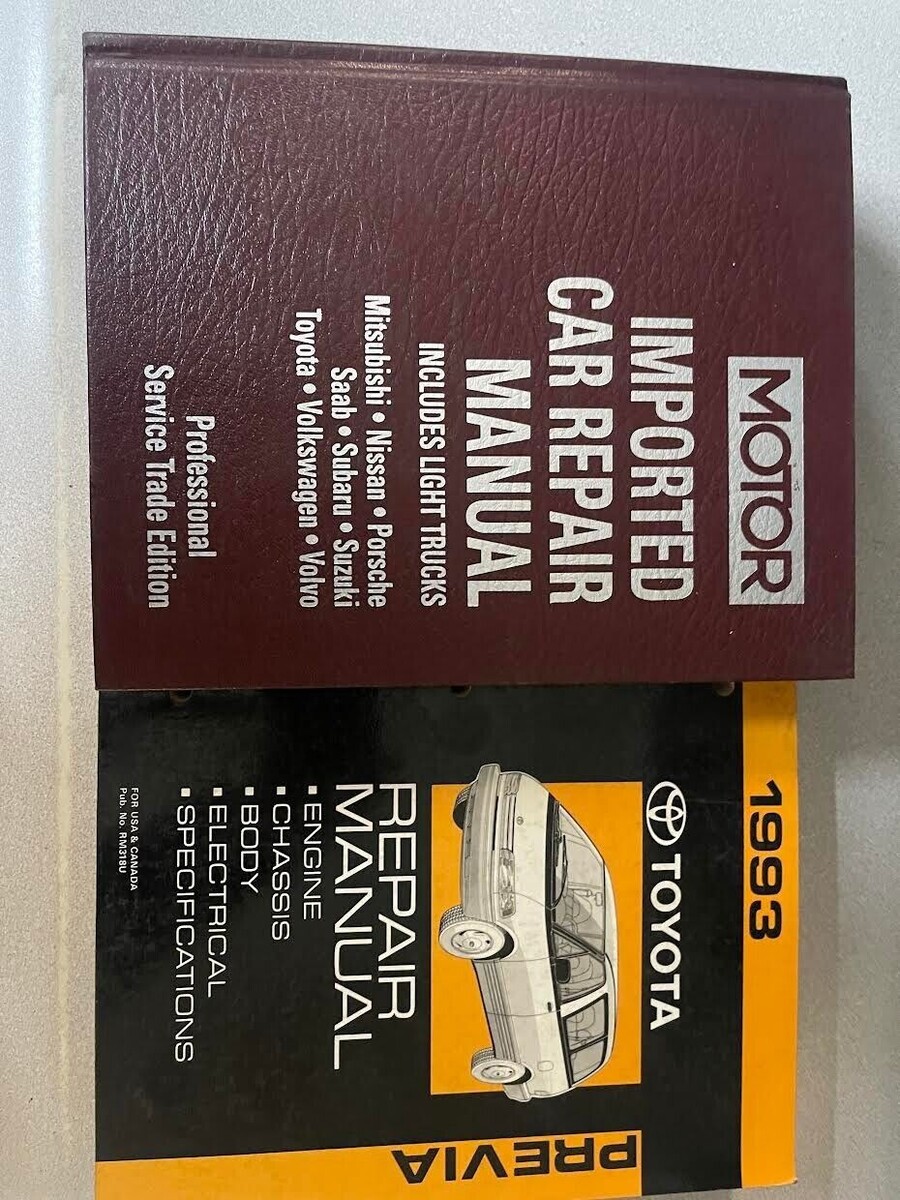 MOTOR
IMPORTED
CAR REPAIR
MANUAL
INCLUDES LIGHT TRUCKS
Mitsubishi • Nissan • Porsche
Saab • Subaru • Suzuki
Toyota • Volkswagen • Volvo
Professional
Service Trade Edition
1993
TOYOTA
REPAIR
MANUAL
▪ ENGINE
▪ CHASSIS
▪ BODY
▪ ELECTRICAL
▪ SPECIFICATIONS
FOR USA & CANADA
Pub. No. RM318U
PREVIA